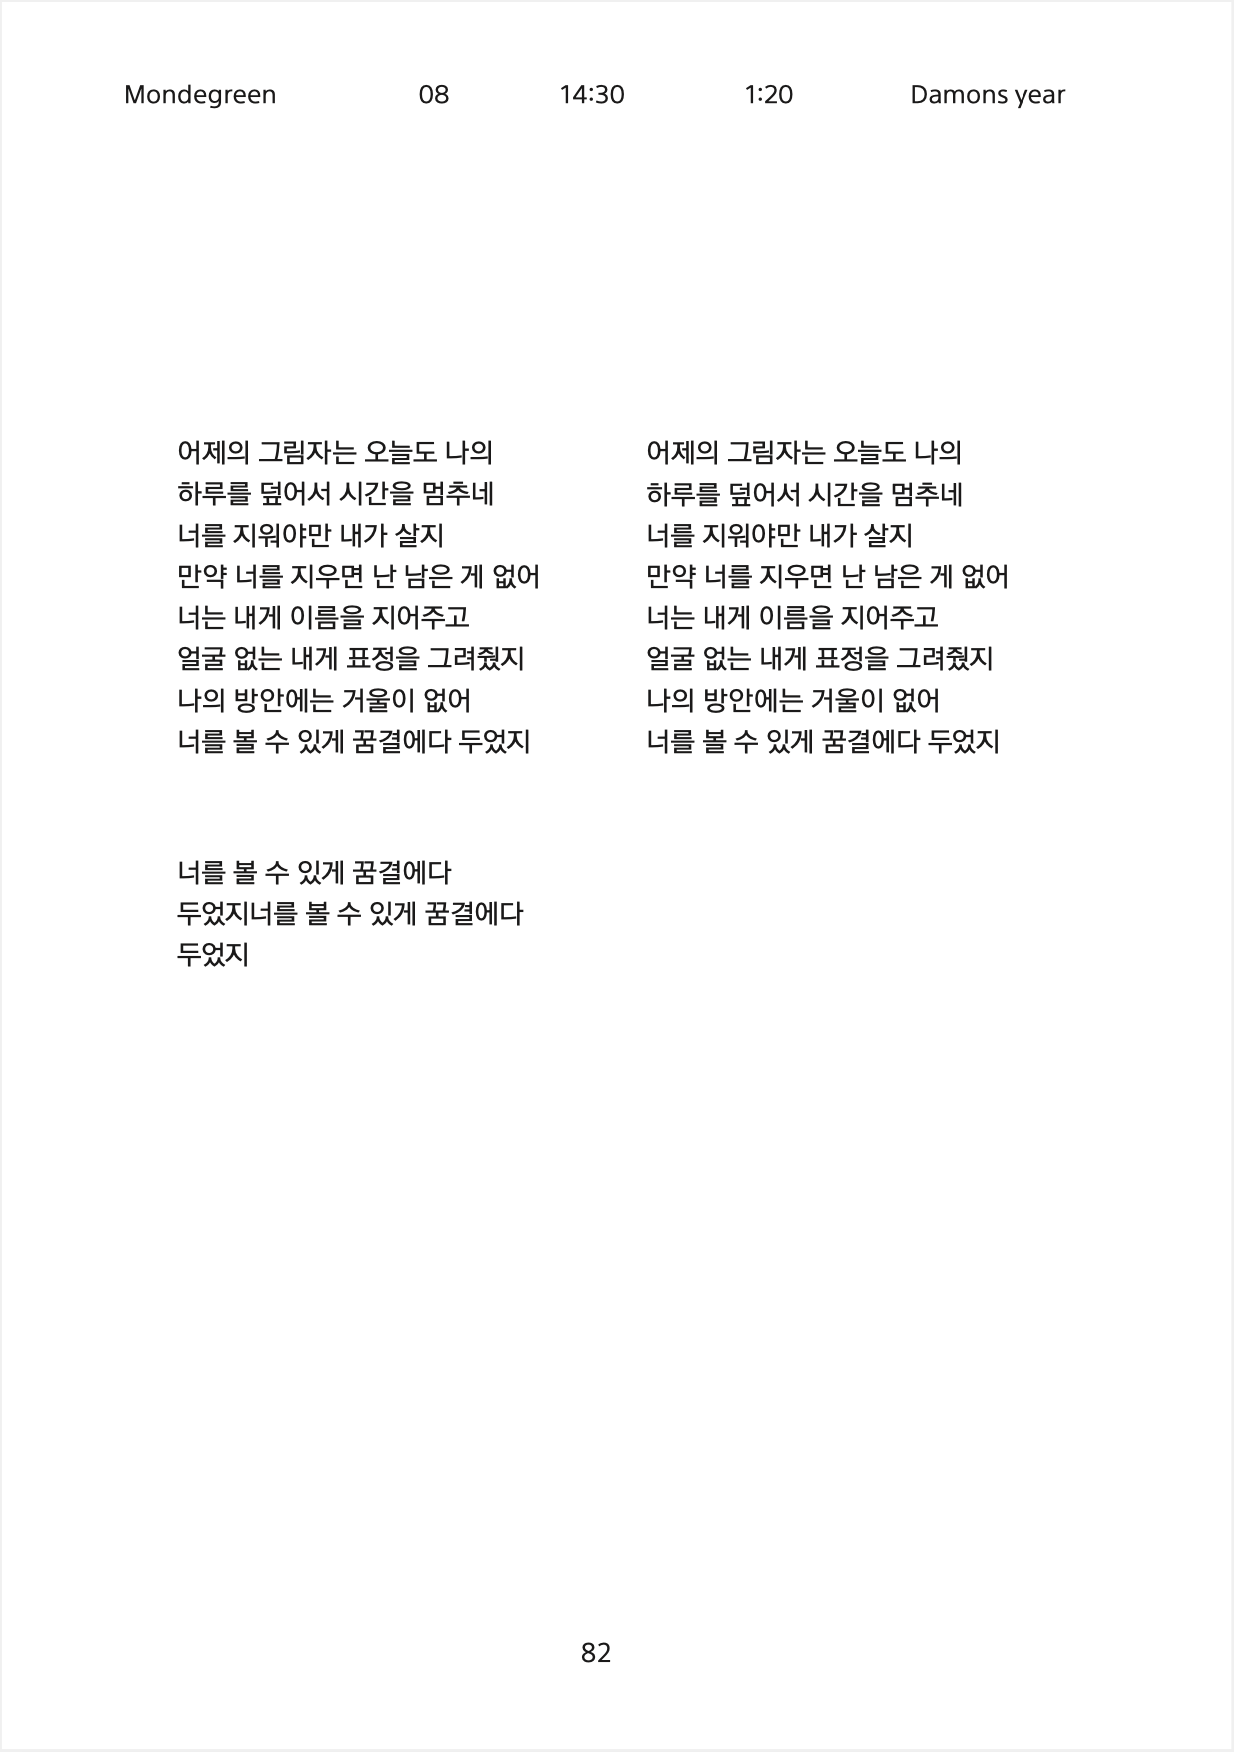 Mondegreen 08 14:30 1:20 Damons year
어제의 그림자는 오늘도 나의
하루를 덮어서 시간을 멈추네
너를 지워야만 내가 살지
만약 너를 지우면 난 남은 게 없어
너는 내게 이름을 지어주고
얼굴 없는 내게 표정을 그려줬지
나의 방안에는 거울이 없어
너를 볼 수 있게 꿈결에다 두었지
너를 볼 수 있게 꿈결에다
두었지너를 볼 수 있게 꿈결에다
두었지
어제의 그림자는 오늘도 나의
하루를 덮어서 시간을 멈추네
너를 지워야만 내가 살지
만약 너를 지우면 난 남은 게 없어
너는 내게 이름을 지어주고
얼굴 없는 내게 표정을 그려줬지
나의 방안에는 거울이 없어
너를 볼 수 있게 꿈결에다 두었지
82